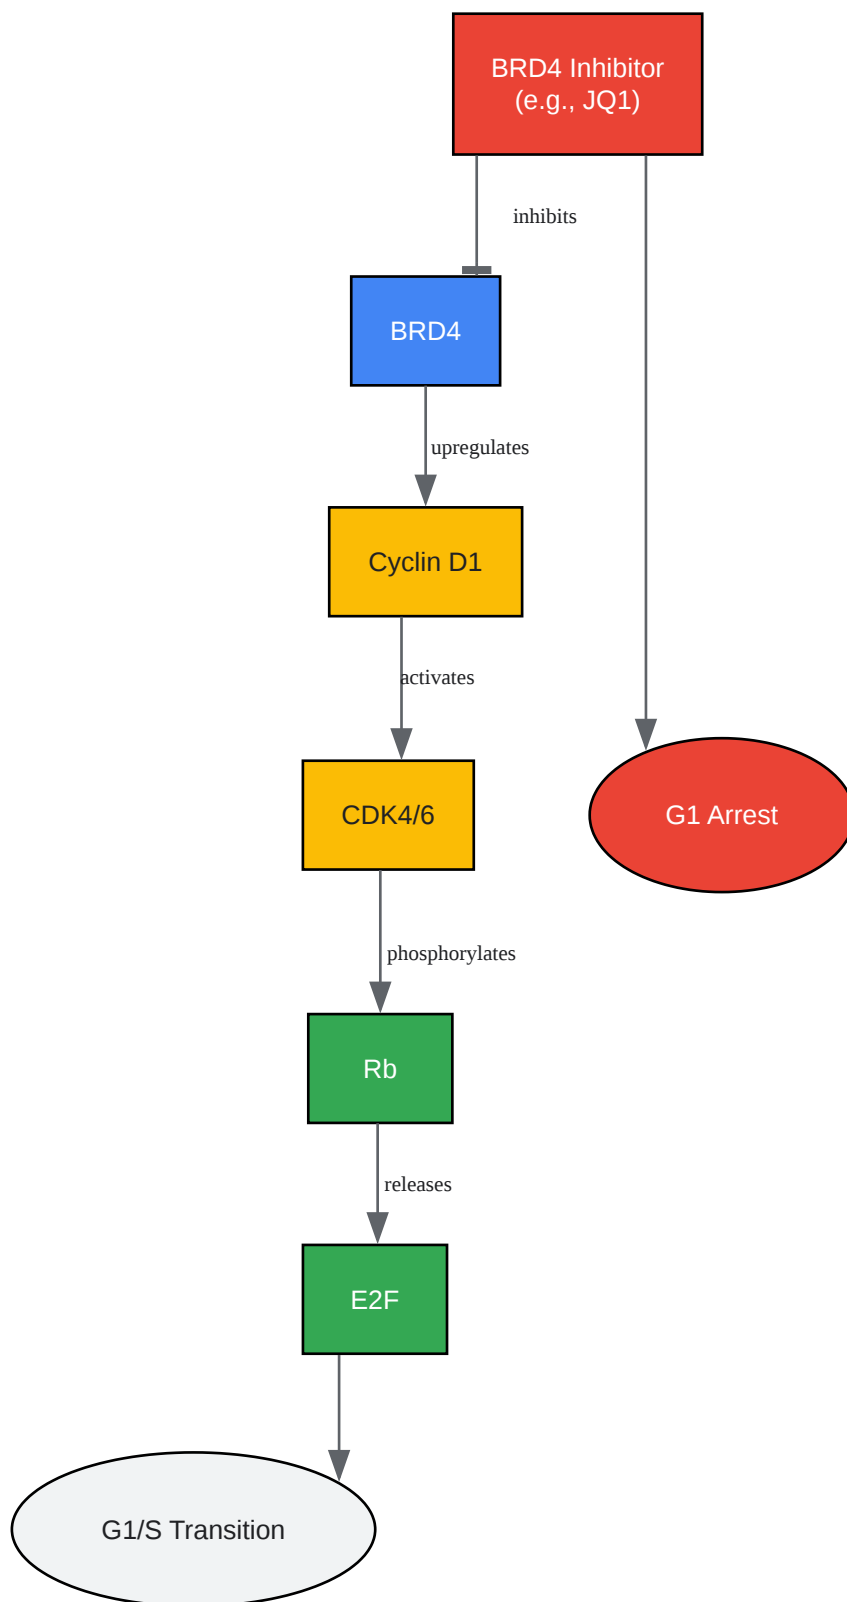 BRD4 Inhibitor
(e.g., JQ1)
inhibits
BRD4
upregulates
Cyclin D1
activates
CDK4/6
G1 Arrest
phosphorylates
Rb
releases
E2F
G1/S Transition